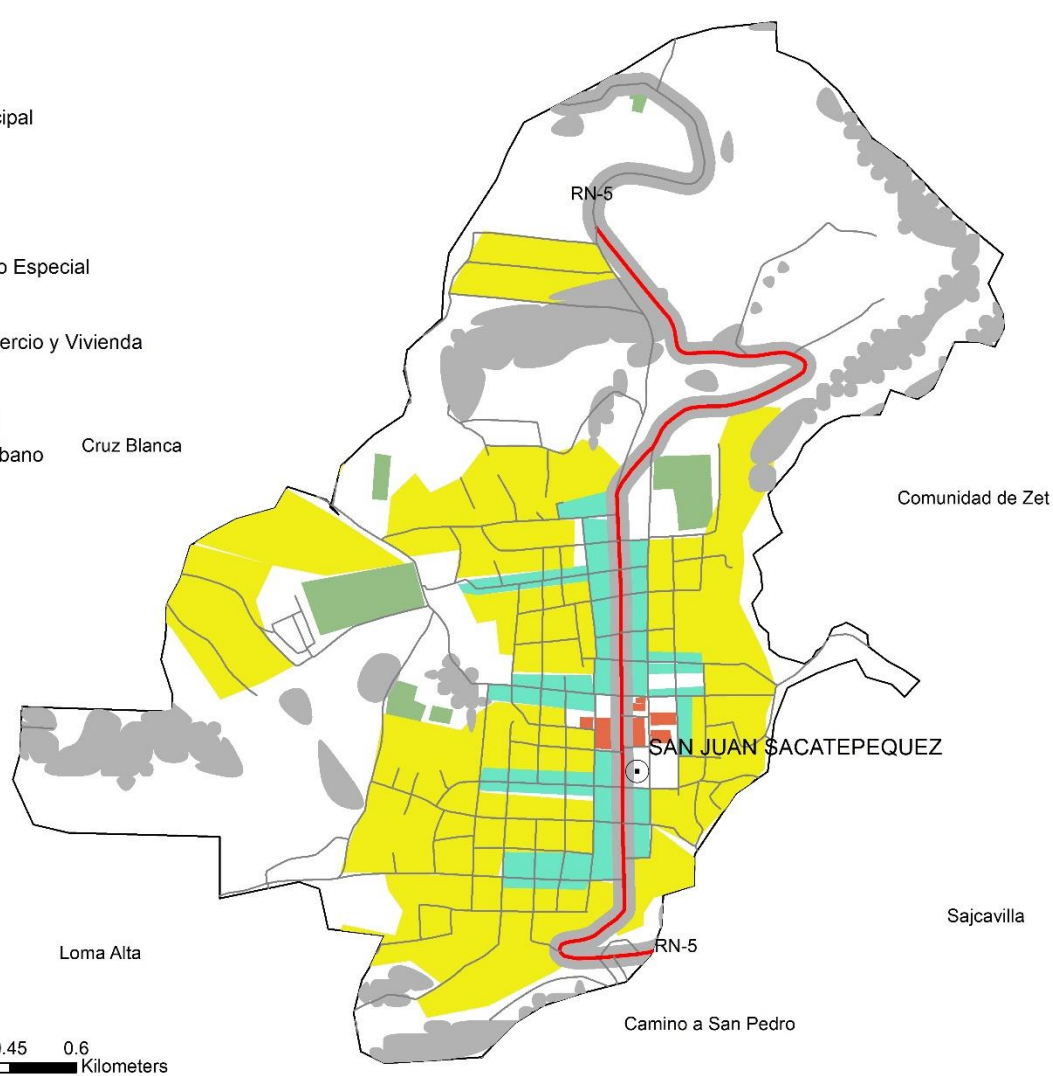 cipal
RN-5
o Especial
ercio y Vivienda
bano
Cruz Blanca
Comunidad de Zet
SAN JUAN SACATEPEQUEZ
Sajcavilla
RN-5
Loma Alta
Camino a San Pedro
0.45 0.6
Kilometers